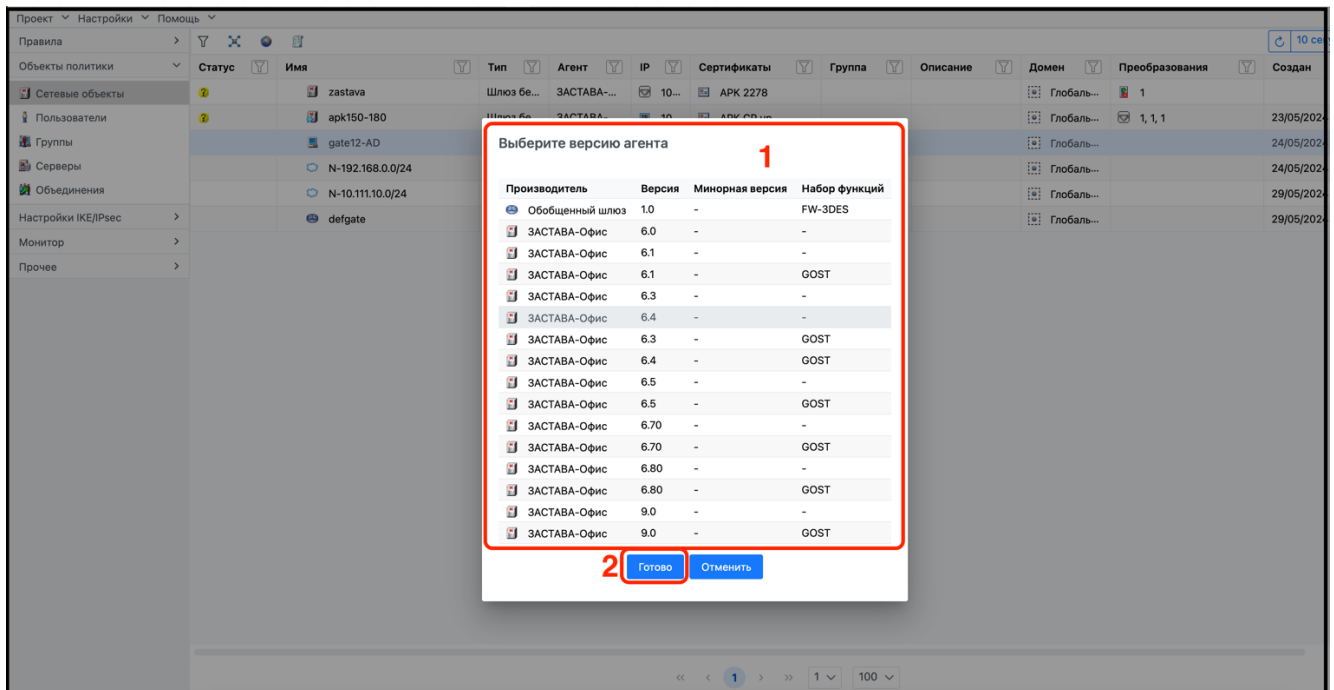 Проект Настройки Помощь
Правила
Объекты политики
Сетевые объекты
Пользователи
Группы
Серверы
Объединения
Настройки IKE/IPsec
Монитор
Прочее
10 сек
Статус Имя Тип Агент IP Сертификаты Группа Описание Домен Преобразования Создан
zastava Шлюз бе... ЗАСТАВА-... 10... APK 2278 Глобаль... 1
apk150-180 Шлюз бе... ЗАСТАВА-... 10... Глобаль... 1, 1, 1 23/05/2024
gate12-AD Глобаль... 24/05/2024
N-192.168.0.0/24 Глобаль... 24/05/2024
N-10.111.10.0/24 Глобаль... 29/05/2024
defgate Глобаль... 29/05/2024
Выберите версию агента
1
Производитель Версия Минорная версия Набор функций
Обобщенный шлюз 1.0 - FW-3DES
ЗАСТАВА-Офис 6.0 - -
ЗАСТАВА-Офис 6.1 - -
ЗАСТАВА-Офис 6.1 - GOST
ЗАСТАВА-Офис 6.3 - -
ЗАСТАВА-Офис 6.4 - -
ЗАСТАВА-Офис 6.3 - GOST
ЗАСТАВА-Офис 6.4 - GOST
ЗАСТАВА-Офис 6.5 - -
ЗАСТАВА-Офис 6.5 - GOST
ЗАСТАВА-Офис 6.70 - -
ЗАСТАВА-Офис 6.70 - GOST
ЗАСТАВА-Офис 6.80 - -
ЗАСТАВА-Офис 6.80 - GOST
ЗАСТАВА-Офис 9.0 - -
ЗАСТАВА-Офис 9.0 - GOST
2
Готово Отменить
<< < 1 > >> 1 100